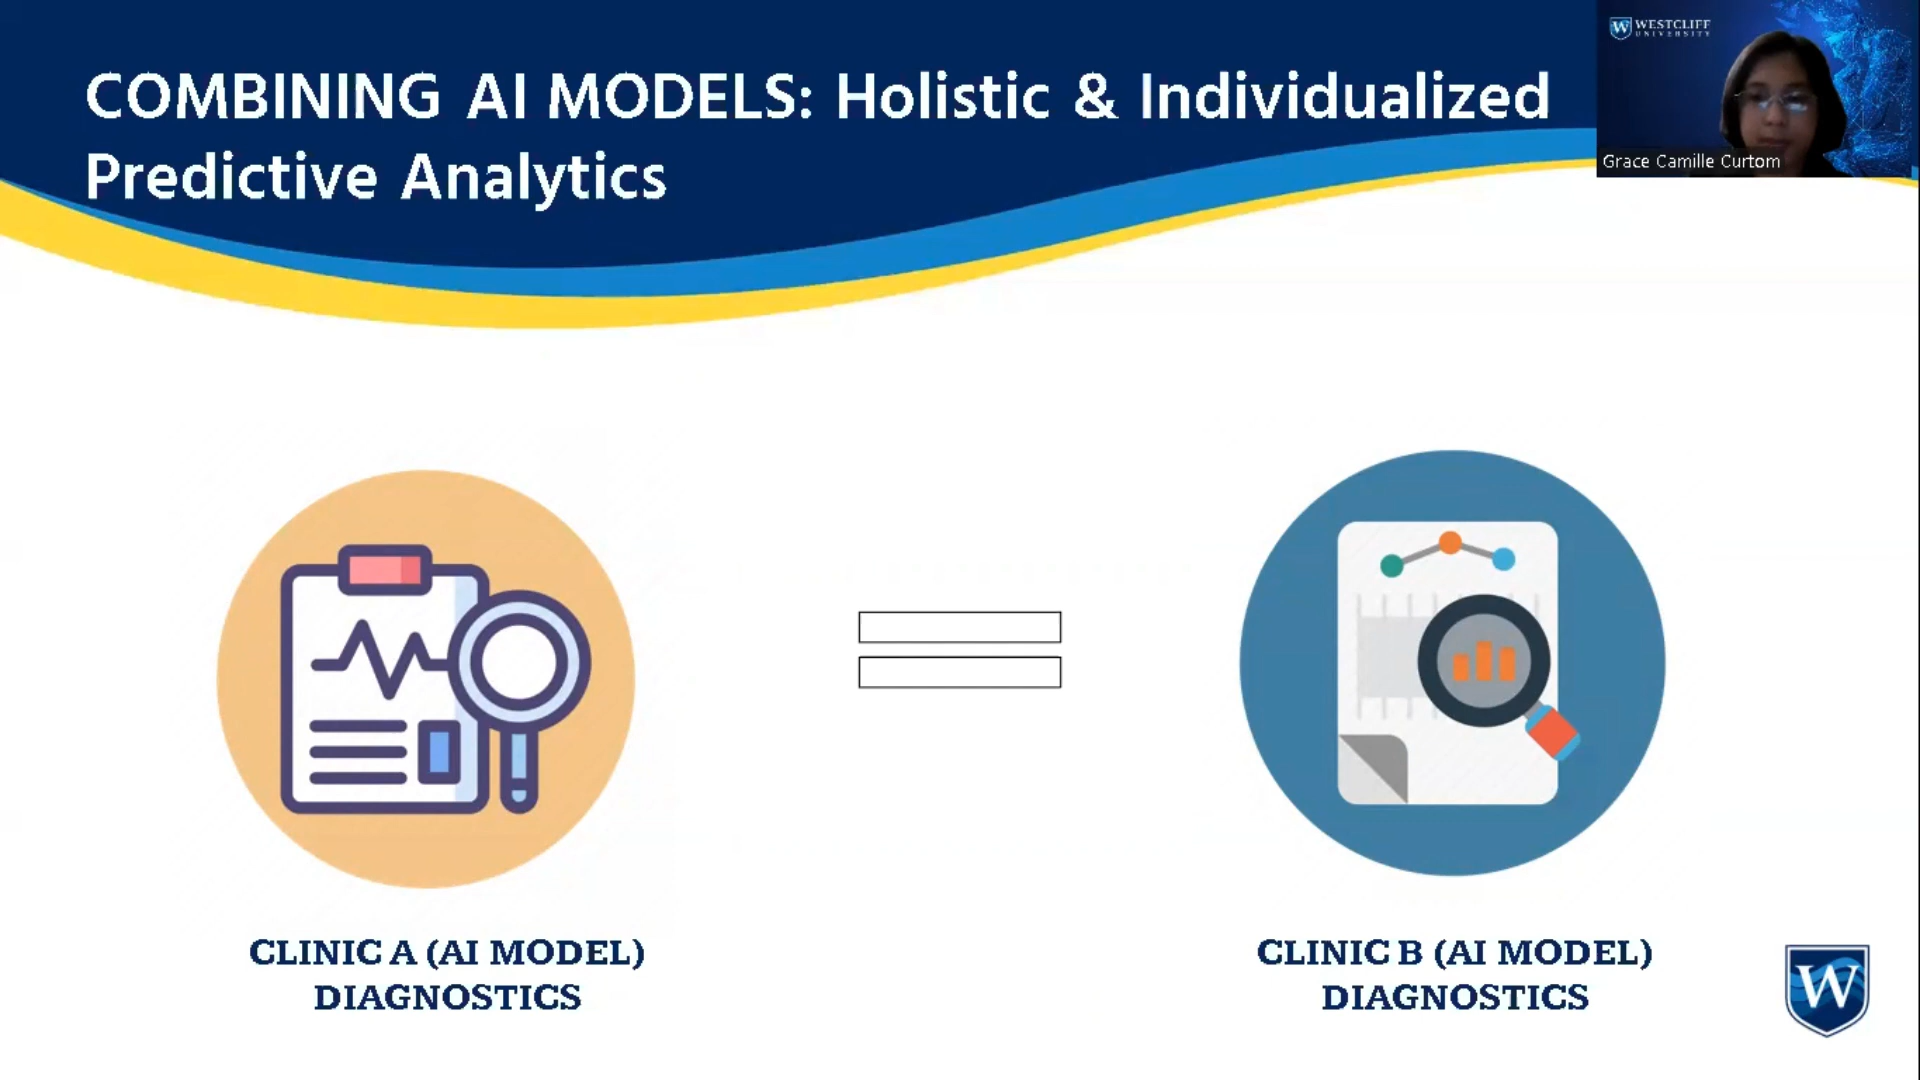 COMBINING AI MODELS: Holistic & Individualized
Predictive Analytics
WESTCLIFF
UNIVERSITY
Grace Camille Curtom
CLINIC A (AI MODEL)
DIAGNOSTICS
CLINIC B (AI MODEL)
DIAGNOSTICS
W